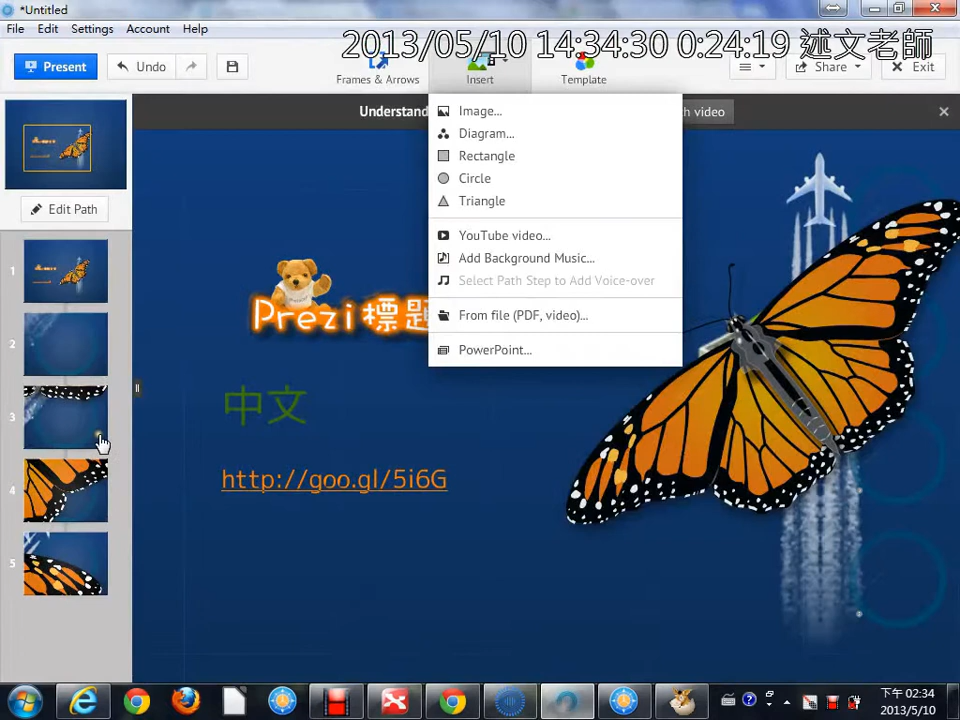 *Untitled
File Edit Settings Account Help
2013/05/10 14:34:30 0:24:19 述文老師
Present Undo Frames & Arrows Insert Template Share Exit
Understand
h video
Image...
Diagram...
Rectangle
Circle
Triangle
YouTube video...
Add Background Music...
Select Path Step to Add Voice-over
From file (PDF, video)...
PowerPoint...
Edit Path
1
2
3
4
5
Prezi標題
中文
http://goo.gl/5i6G
下午 02:34
2013/5/10